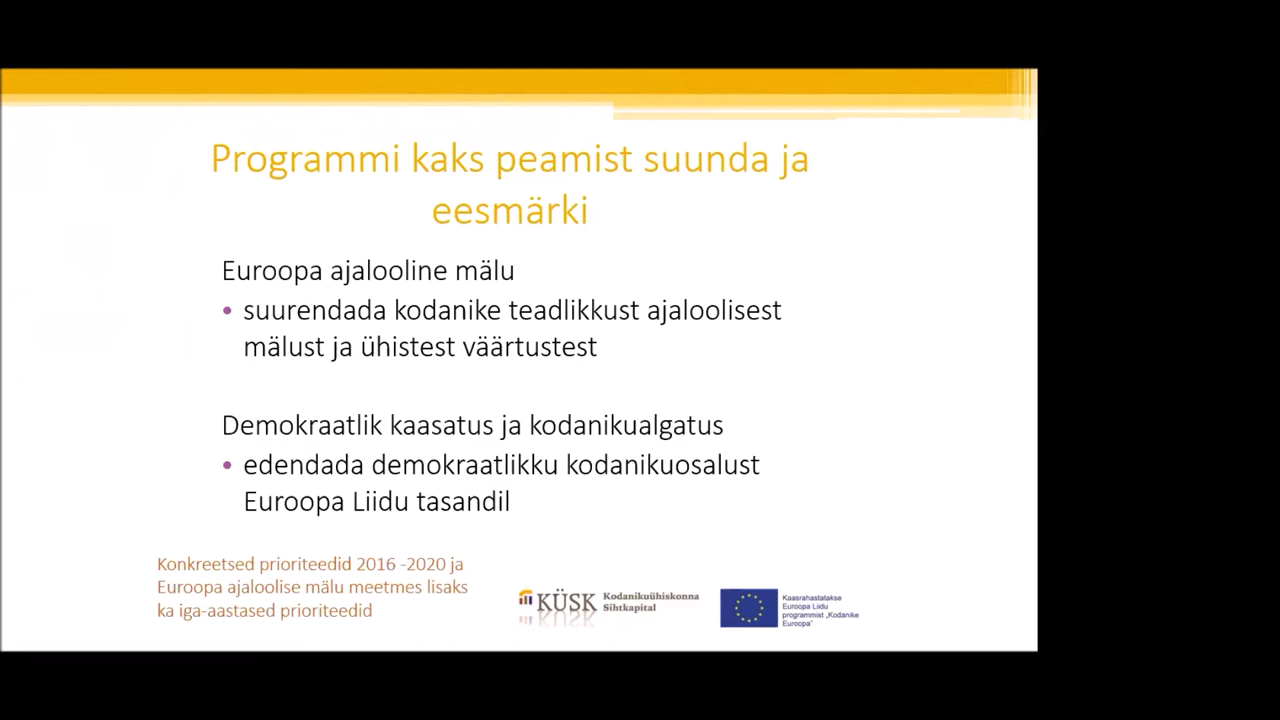 Programmi kaks peamist suunda ja
eesmärki
Euroopa ajalooline mälu
• suurendada kodanike teadlikkust ajaloolisest
mälust ja ühistest väärtustest
Demokraatlik kaasatus ja kodanikualgatus
• edendada demokraatlikku kodanikuosalust
Euroopa Liidu tasandil
Konkreetsed prioriteedid 2016 -2020 ja
Euroopa ajaloolise mälu meetmes lisaks
ka iga-aastased prioriteedid
KÜSK
Kodanikuühiskonna
Sihtkapital
Kaasrahastatakse
Euroopa Liidu
programmist „Kodanike
Euroopa"